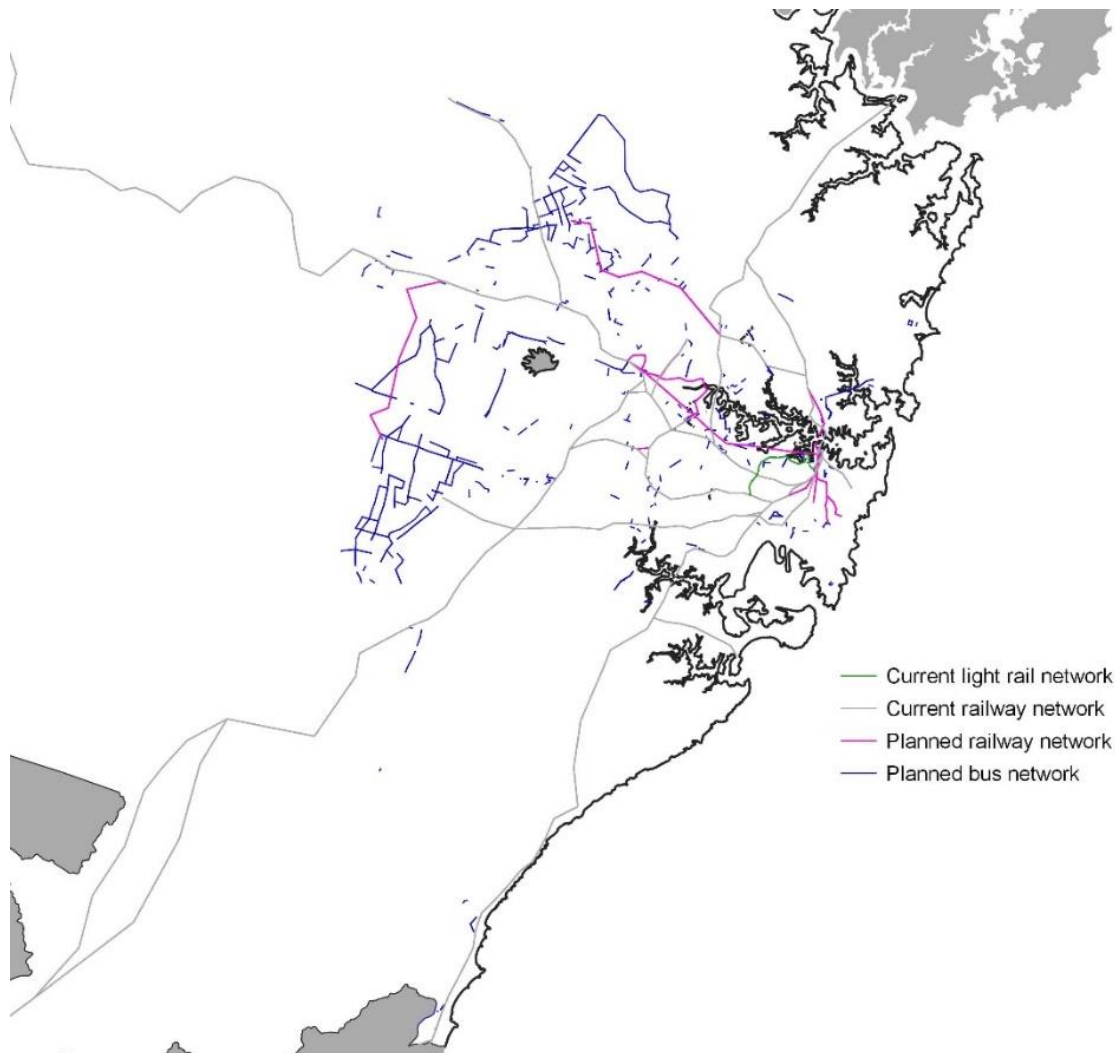 Current light rail network
Current railway network
Planned railway network
Planned bus network